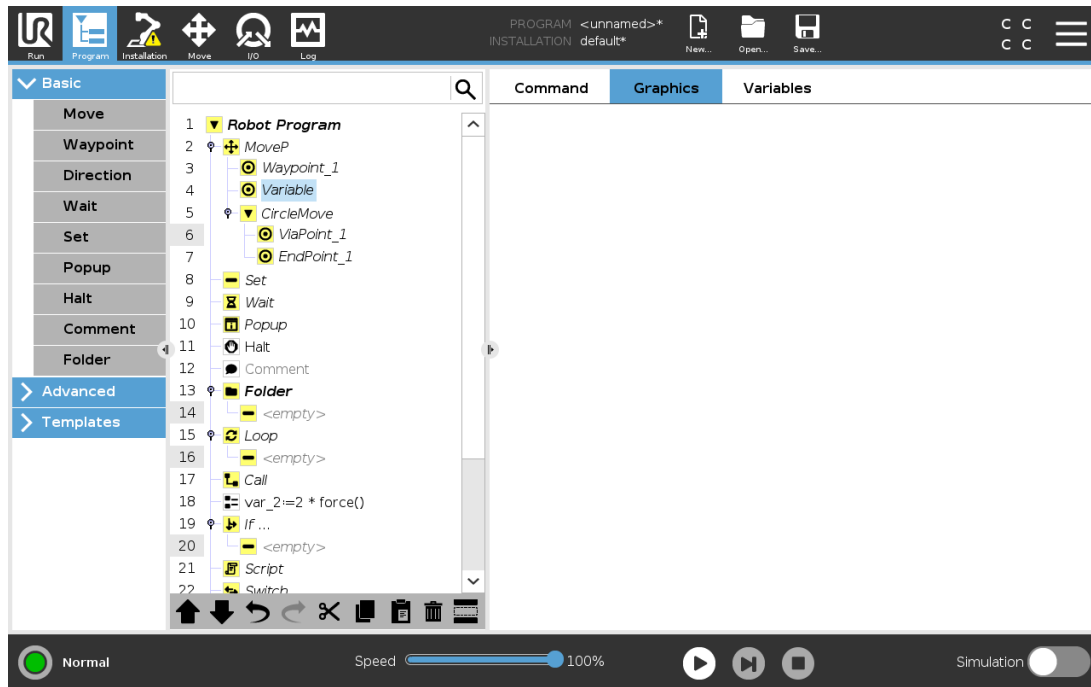 PROGRAM <unnamed>*
INSTALLATION default*
C C
C C
Run Program Installation Move I/O Log New... Open... Save...
Basic
Command Graphics Variables
Move
Waypoint
Direction
Wait
Set
Popup
Halt
Comment
Folder
Advanced
Templates
1 Robot Program
2 MoveP
3 Waypoint_1
4 Variable
5 CircleMove
6 ViaPoint_1
7 EndPoint_1
8 Set
9 Wait
10 Popup
11 Halt
12 Comment
13 Folder
14 <empty>
15 Loop
16 <empty>
17 Call
18 var_2:=2 * force()
19 If ...
20 <empty>
21 Script
22 Switch
Normal
Speed 100%
Simulation